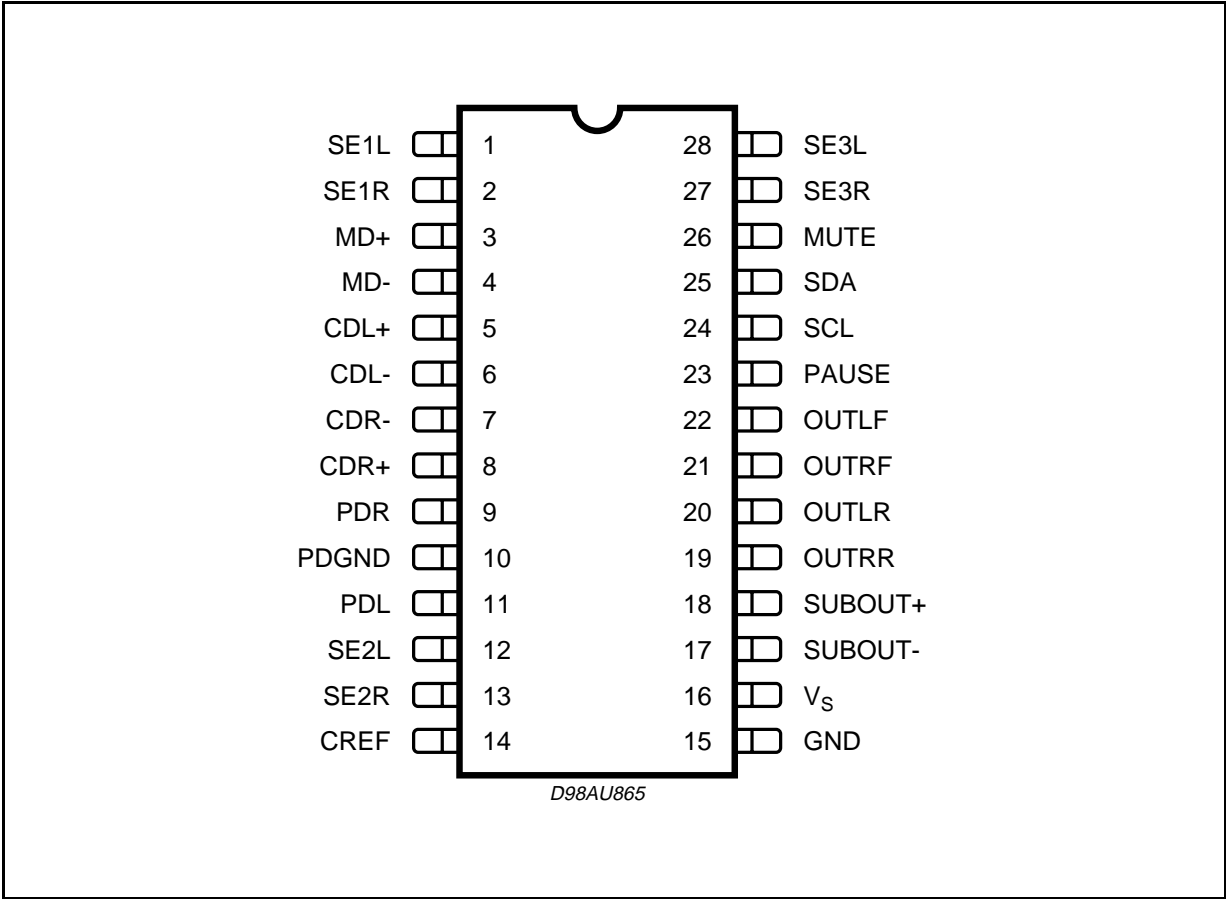 SE1L 1 28 SE3L
SE1R 2 27 SE3R
MD+ 3 26 MUTE
MD- 4 25 SDA
CDL+ 5 24 SCL
CDL- 6 23 PAUSE
CDR- 7 22 OUTLF
CDR+ 8 21 OUTRF
PDR 9 20 OUTLR
PDGND 10 19 OUTRR
PDL 11 18 SUBOUT+
SE2L 12 17 SUBOUT-
SE2R 13 16 VS
CREF 14 15 GND
D98AU865